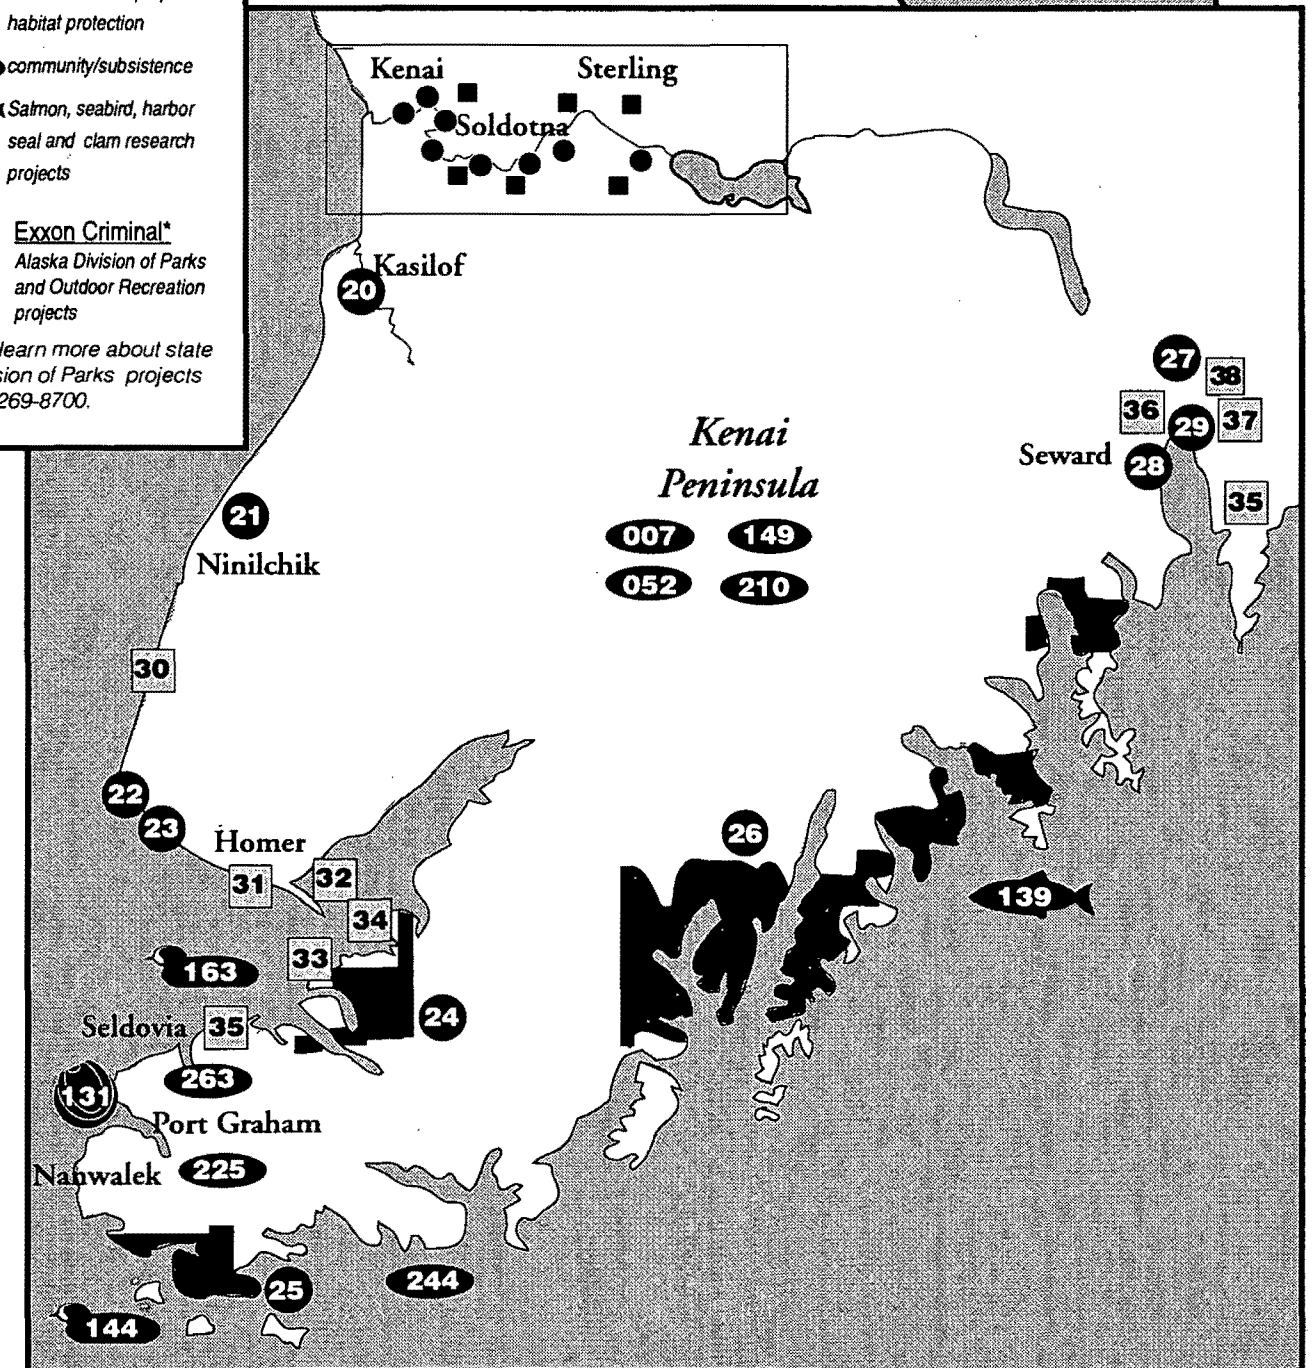 habitat protection
community/subsistence
Salmon, seabird, harbor
seal and clam research
projects
Exxon Criminal*
Alaska Division of Parks
and Outdoor Recreation
projects
learn more about state
sion of Parks projects
269-8700.
Kenai
Sterling
Soldotna
Kasilof
20
27
38
36
29
37
Seward
28
35
Kenai
Peninsula
007
149
052
210
21
Ninilchik
30
22
23
Homer
26
31
32
34
139
33
163
24
Seldovia
35
263
131
Port Graham
Nanwalek
225
25
244
144